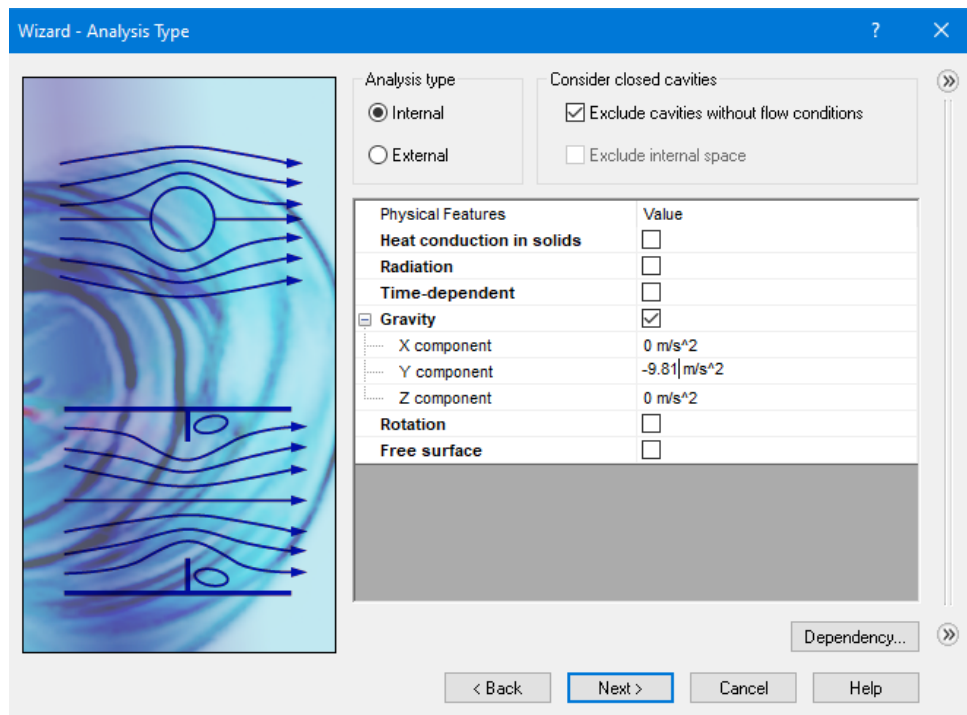 Wizard - Analysis Type
Analysis type
Consider closed cavities
Internal
Exclude cavities without flow conditions
External
Exclude internal space
Physical Features Value
Heat conduction in solids
Radiation
Time-dependent
Gravity
X component 0 m/s^2
Y component -9.81 m/s^2
Z component 0 m/s^2
Rotation
Free surface
Dependency...
< Back Next > Cancel Help